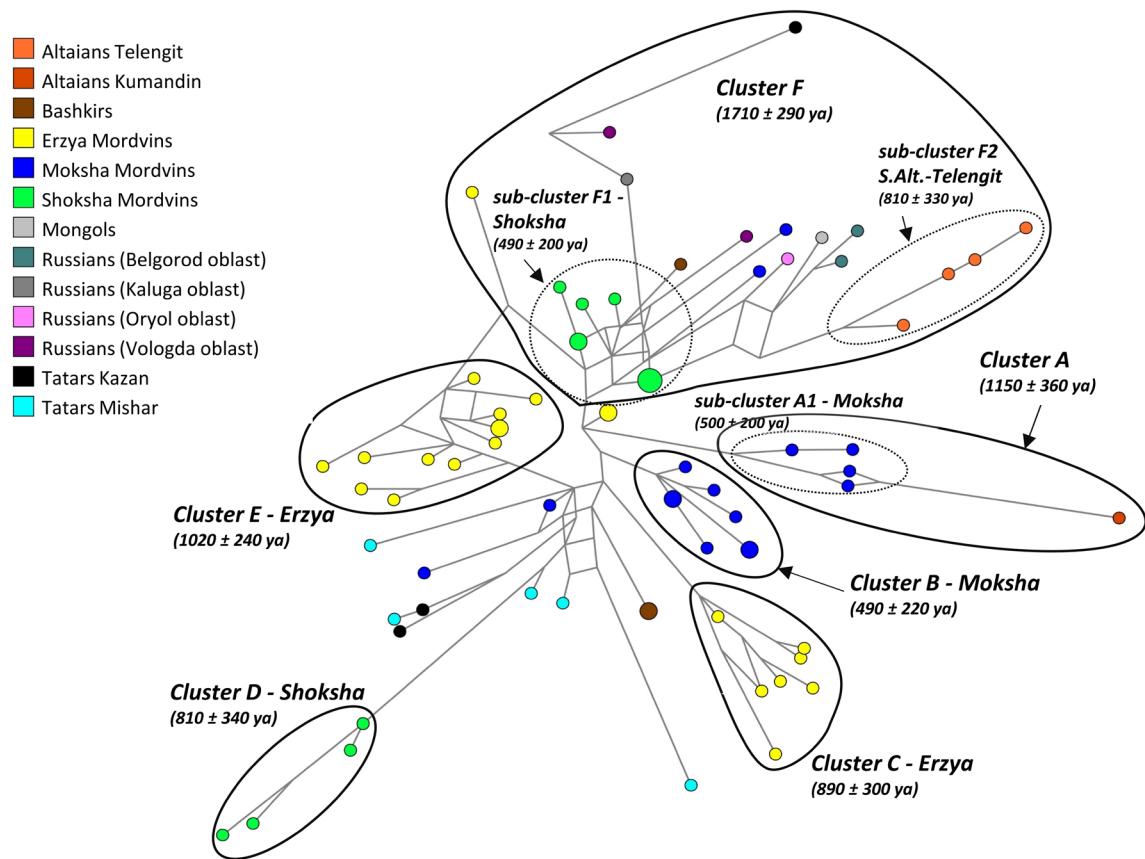 Altaians Telengit
Altaians Kumandin
Bashkirs
Erzya Mordvins
Moksha Mordvins
Shoksha Mordvins
Mongols
Russians (Belgorod oblast)
Russians (Kaluga oblast)
Russians (Oryol oblast)
Russians (Vologda oblast)
Tatars Kazan
Tatars Mishar
Cluster F
(1710 ± 290 ya)
sub-cluster F2
S.Alt.-Telengit
(810 ± 330 ya)
sub-cluster F1 -
Shoksha
(490 ± 200 ya)
Cluster A
(1150 ± 360 ya)
sub-cluster A1 - Moksha
(500 ± 200 ya)
Cluster E - Erzya
(1020 ± 240 ya)
Cluster B - Moksha
(490 ± 220 ya)
Cluster D - Shoksha
(810 ± 340 ya)
Cluster C - Erzya
(890 ± 300 ya)